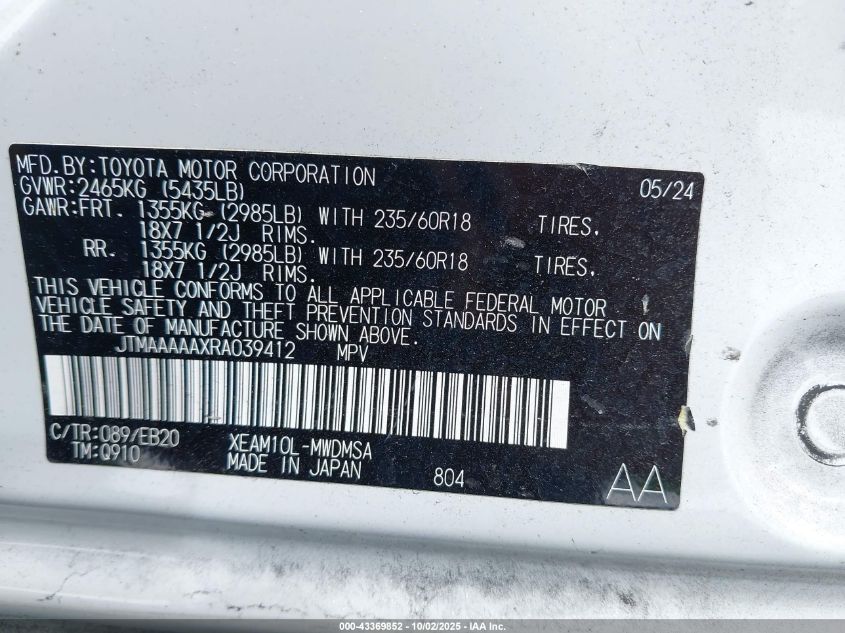 MFD.BY:TOYOTA MOTOR CORPORATION 05/24
GVWR:2465KG (5435LB)
GAWR:FRT. 1355KG (2985LB) WITH 235/60R18 TIRES.
18X7 1/2J RIMS.
RR. 1355KG (2985LB) WITH 235/60R18 TIRES.
18X7 1/2J RIMS.
THIS VEHICLE CONFORMS TO ALL APPLICABLE FEDERAL MOTOR
VEHICLE SAFETY AND THEFT PREVENTION STANDARDS IN EFFECT ON
THE DATE OF MANUFACTURE SHOWN ABOVE.
JTMAAAAAXRA039412 MPV
C/TR:089/EB20 XEAM10L-MWDMSA
TM:Q910 MADE IN JAPAN 804
AA
000-43369852 - 10/02/2025 - IAA Inc.